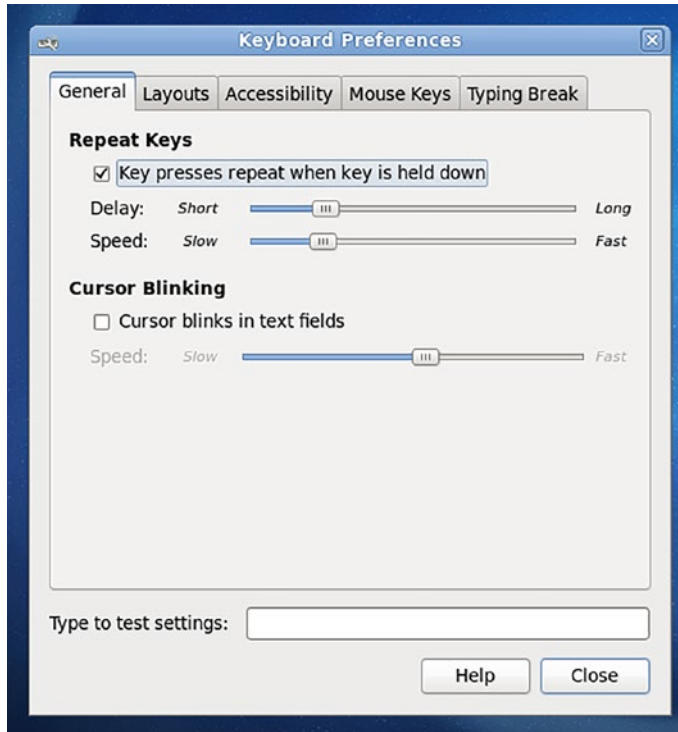 Keyboard Preferences
General Layouts Accessibility Mouse Keys Typing Break
Repeat Keys
Key presses repeat when key is held down
Delay: Short Long
Speed: Slow Fast
Cursor Blinking
Cursor blinks in text fields
Speed: Slow Fast
Type to test settings:
Help Close